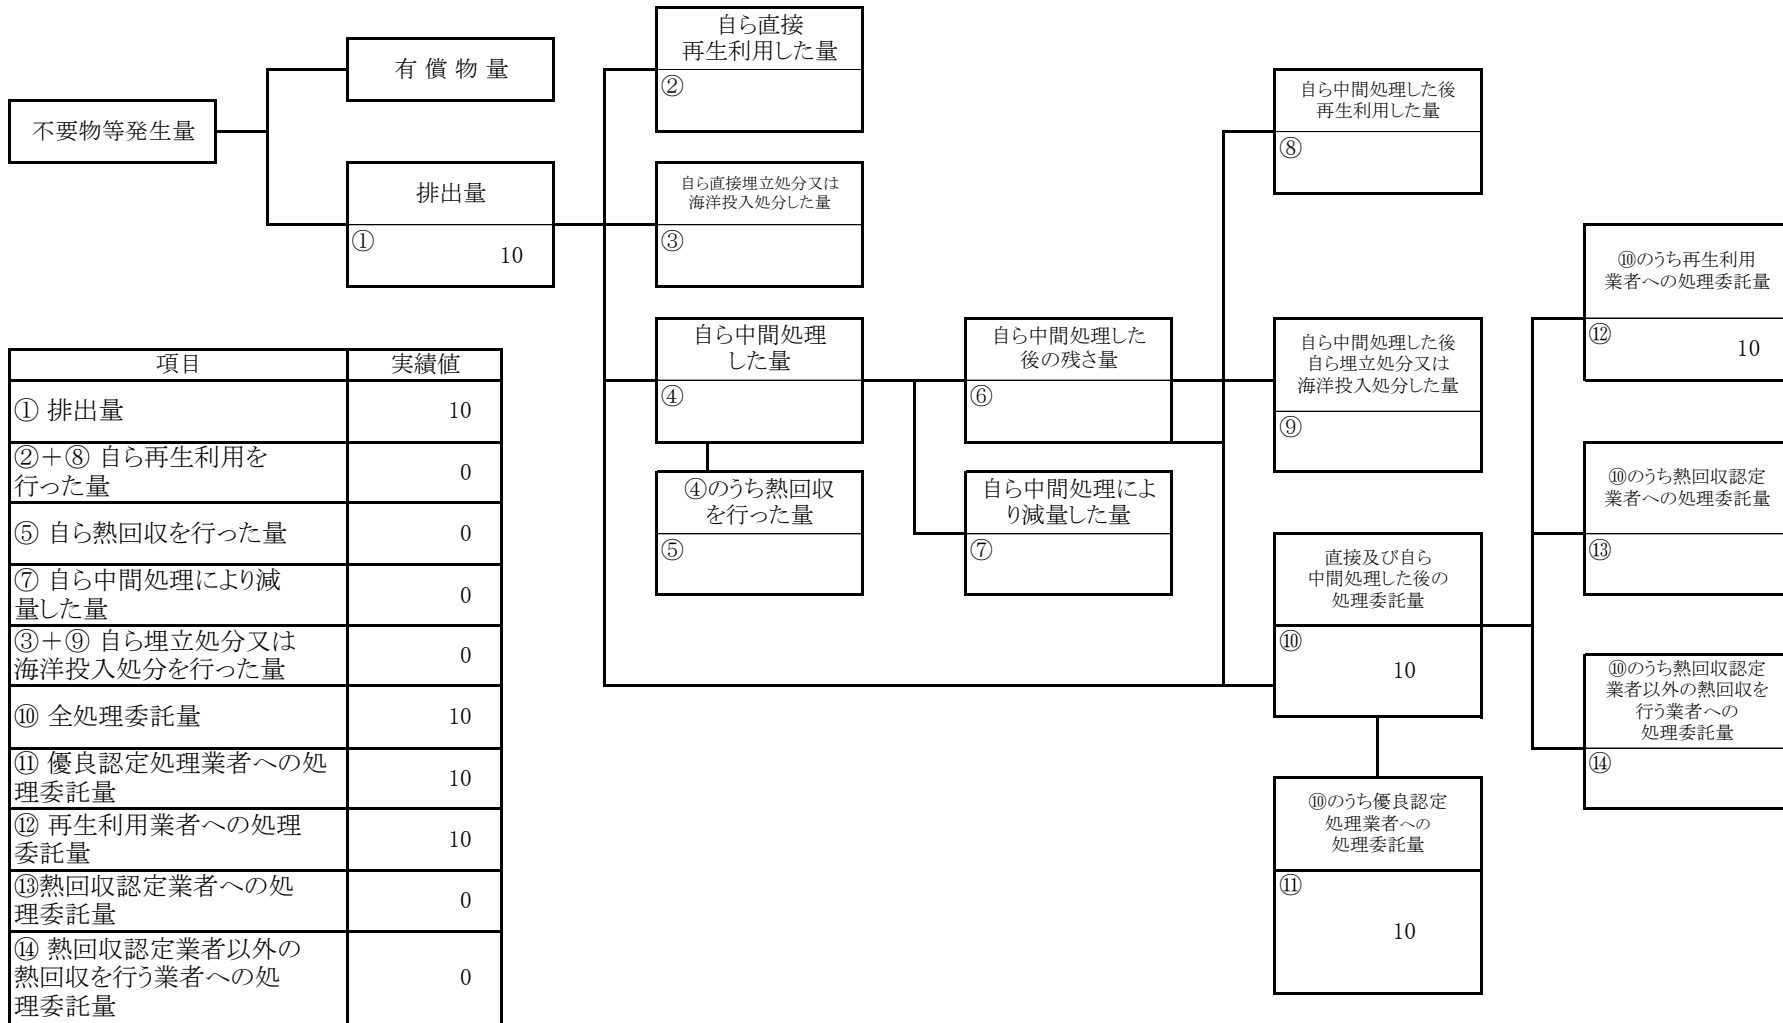 不要物等発生量
有 償 物 量
排出量
①
10
自ら直接
再生利用した量
②
自ら直接埋立処分又は
海洋投入処分した量
③
自ら中間処理
した量
④
④のうち熱回収
を行った量
⑤
自ら中間処理した
後の残さ量
⑥
自ら中間処理によ
り減量した量
⑦
自ら中間処理した後
再生利用した量
⑧
自ら中間処理した後
自ら埋立処分又は
海洋投入処分した量
⑨
直接及び自ら
中間処理した後の
処理委託量
⑩
10
⑩のうち優良認定
処理業者への
処理委託量
⑪
10
⑩のうち再生利用
業者への処理委託量
⑫
10
⑩のうち熱回収認定
業者への処理委託量
⑬
⑩のうち熱回収認定
業者以外の熱回収を
行う業者への
処理委託量
⑭
項目 実績値
① 排出量 10
②+⑧ 自ら再生利用を
行った量 0
⑤ 自ら熱回収を行った量 0
⑦ 自ら中間処理により減
量した量 0
③+⑨ 自ら埋立処分又は
海洋投入処分を行った量 0
⑩ 全処理委託量 10
⑪ 優良認定処理業者への処
理委託量 10
⑫ 再生利用業者への処理
委託量 10
⑬熱回収認定業者への処
理委託量 0
⑭ 熱回収認定業者以外の
熱回収を行う業者への処
理委託量 0